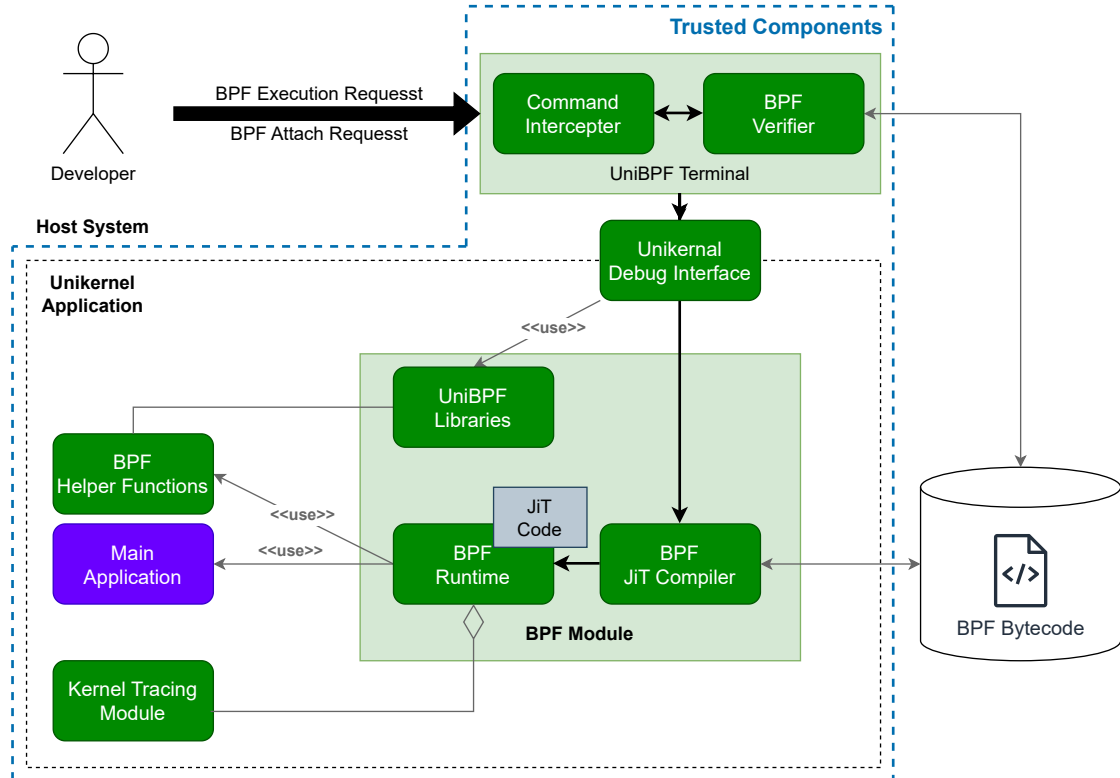 Trusted Components
BPF Execution Requesst
BPF Attach Requesst
Developer
Command
Intercepter
BPF
Verifier
UniBPF Terminal
Host System
Unikernal
Debug Interface
Unikernel
Application
<<use>>
UniBPF
Libraries
BPF
Helper Functions
<<use>>
JiT
Code
Main
Application
<<use>>
BPF
Runtime
BPF
JiT Compiler
BPF Module
</>
BPF Bytecode
Kernel Tracing
Module